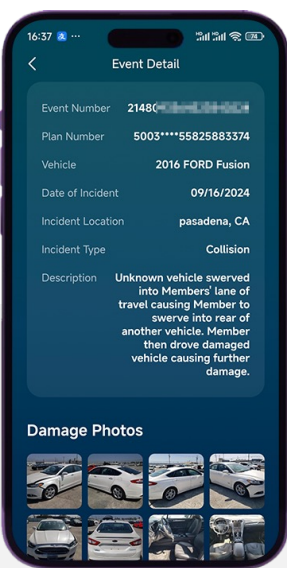 16:37
74
Event Detail
Event Number 2148
Plan Number 5003****55825883374
Vehicle 2016 FORD Fusion
Date of Incident 09/16/2024
Incident Location pasadena, CA
Incident Type Collision
Description Unknown vehicle swerved
into Members' lane of
travel causing Member to
swerve into rear of
another vehicle. Member
then drove damaged
vehicle causing further
damage.
Damage Photos